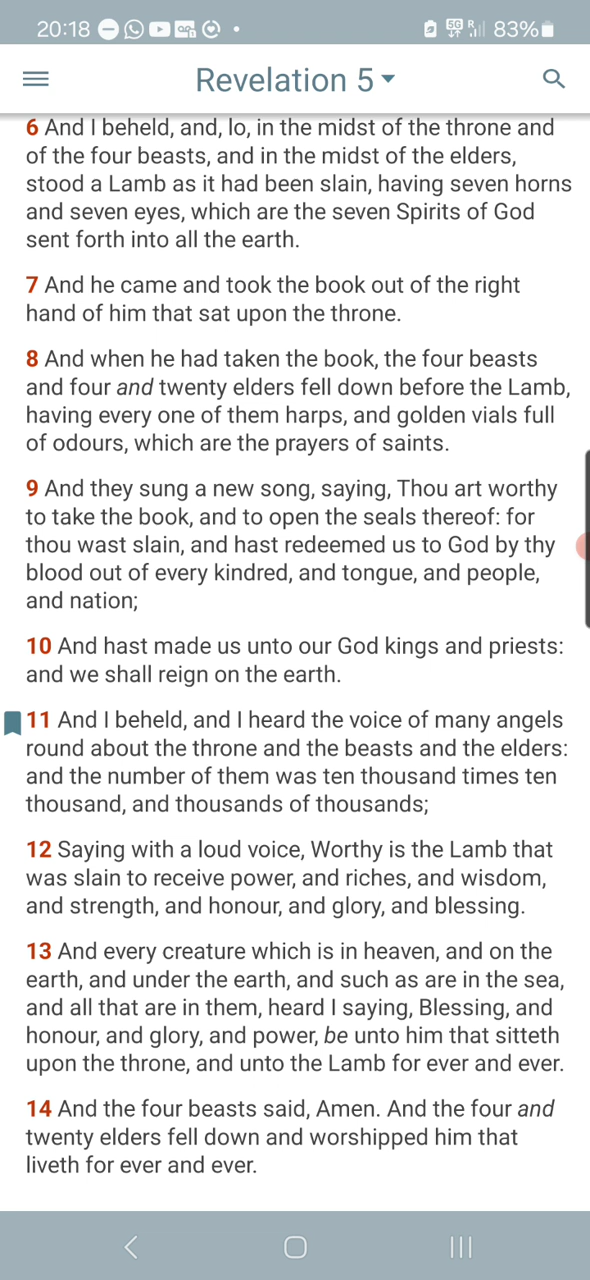 20:18
5G R 83%
Revelation 5
6 And I beheld, and, lo, in the midst of the throne and
of the four beasts, and in the midst of the elders,
stood a Lamb as it had been slain, having seven horns
and seven eyes, which are the seven Spirits of God
sent forth into all the earth.
7 And he came and took the book out of the right
hand of him that sat upon the throne.
8 And when he had taken the book, the four beasts
and four and twenty elders fell down before the Lamb,
having every one of them harps, and golden vials full
of odours, which are the prayers of saints.
9 And they sung a new song, saying, Thou art worthy
to take the book, and to open the seals thereof: for
thou wast slain, and hast redeemed us to God by thy
blood out of every kindred, and tongue, and people,
and nation;
10 And hast made us unto our God kings and priests:
and we shall reign on the earth.
11 And I beheld, and I heard the voice of many angels
round about the throne and the beasts and the elders:
and the number of them was ten thousand times ten
thousand, and thousands of thousands;
12 Saying with a loud voice, Worthy is the Lamb that
was slain to receive power, and riches, and wisdom,
and strength, and honour, and glory, and blessing.
13 And every creature which is in heaven, and on the
earth, and under the earth, and such as are in the sea,
and all that are in them, heard I saying, Blessing, and
honour, and glory, and power, be unto him that sitteth
upon the throne, and unto the Lamb for ever and ever.
14 And the four beasts said, Amen. And the four and
twenty elders fell down and worshipped him that
liveth for ever and ever.